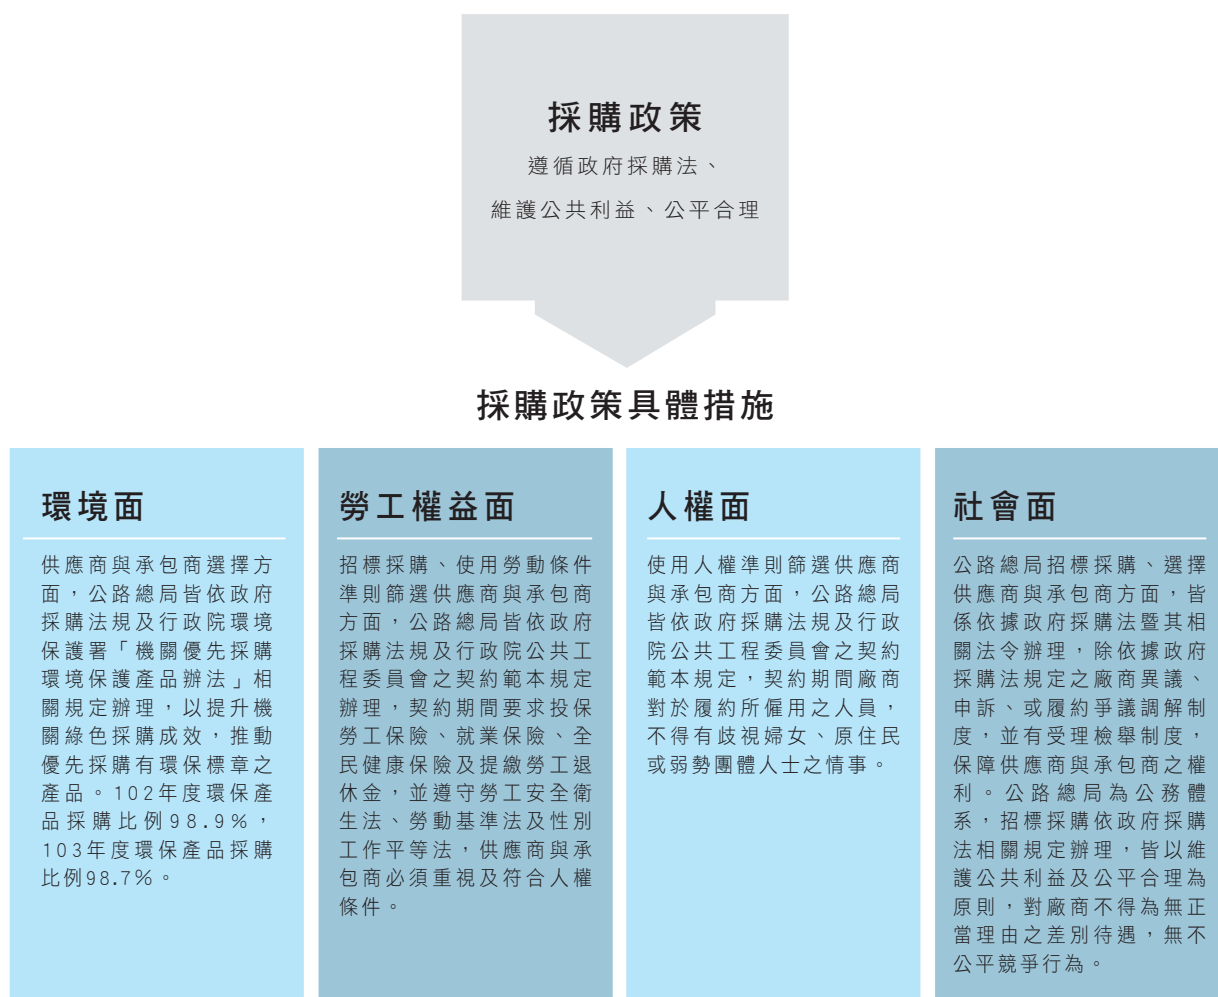 採購政策
遵循政府採購法、
維護公共利益、公平合理
採購政策具體措施
環境面
供應商與承包商選擇方
面，公路總局皆依政府
採購法規及行政院環境
保護署「機關優先採購
環境保護產品辦法」相
關規定辦理，以提升機
關綠色採購成效，推動
優先採購有環保標章之
產品。102年度環保產
品採購比例98.9%，
103年度環保產品採購
比例98.7%。
勞工權益面
招標採購、使用勞動條件
準則篩選供應商與承包商
方面，公路總局皆依政府
採購法規及行政院公共工
程委員會之契約範本規定
辦理，契約期間要求投保
勞工保險、就業保險、全
民健康保險及提繳勞工退
休金，並遵守勞工安全衛
生法、勞動基準法及性別
工作平等法，供應商與承
包商必須重視及符合人權
條件。
人權面
使用人權準則篩選供應商
與承包商方面，公路總局
皆依政府採購法規及行政
院公共工程委員會之契約
範本規定，契約期間廠商
對於履約所僱用之人員，
不得有歧視婦女、原住民
或弱勢團體人士之情事。
社會面
公路總局招標採購、選擇
供應商與承包商方面，皆
係依據政府採購法暨其相
關法令辦理，除依據政府
採購法規定之廠商異議、
申訴、或履約爭議調解制
度，並有受理檢舉制度，
保障供應商與承包商之權
利。公路總局為公務體
系，招標採購依政府採購
法相關規定辦理，皆以維
護公共利益及公平合理為
原則，對廠商不得為無正
當理由之差別待遇，無不
公平競爭行為。